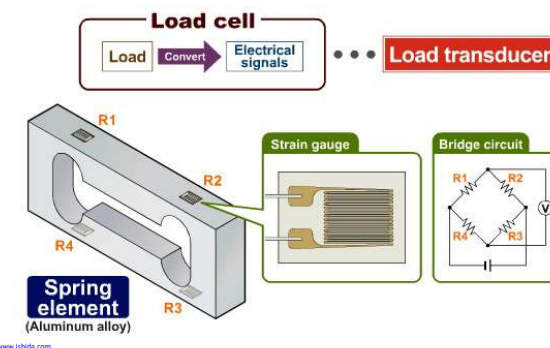 Load cell
Load
Convert
Electrical
signals
Load transducer
R1
R2
R4
R3
Strain gauge
Bridge circuit
R1
R2
R4
R3
V
Spring
element
(Aluminum alloy)
www.ishida.com